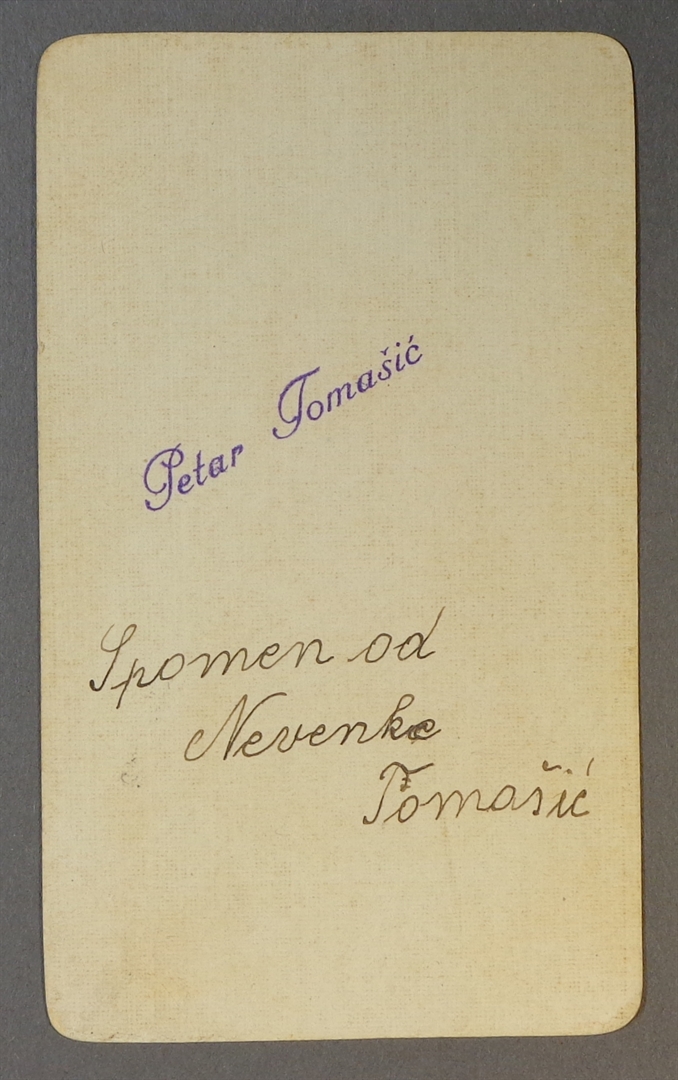 Petar Tomašić
Spomen od
Nevenke
Tomašić